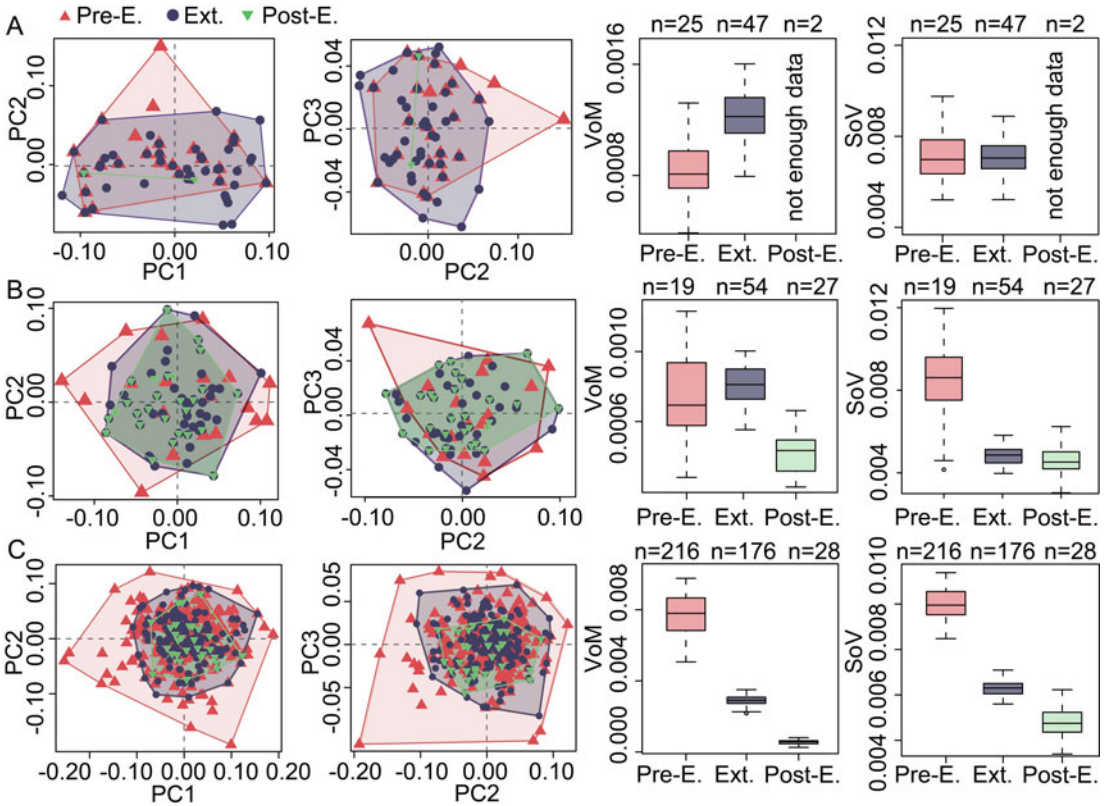 Pre-E. Ext. Post-E.
A
PC2
0.10
0.00
-0.10 0.00 0.10
PC1
PC3
0.04
0.00
-0.04
0.00 0.10
PC2
n=25 n=47 n=2
VoM
0.0016
0.0008
not enough data
Pre-E. Ext. Post-E.
n=25 n=47 n=2
SoV
0.012
0.008
0.004
not enough data
Pre-E. Ext. Post-E.
B
PC2
0.10
0.00
-0.10
-0.10 0.00 0.10
PC1
PC3
0.04
0.00
-0.04
-0.10 0.00 0.10
PC2
n=19 n=54 n=27
VoM
0.0010
0.0006
Pre-E. Ext. Post-E.
n=19 n=54 n=27
SoV
0.012
0.008
0.004
Pre-E. Ext. Post-E.
C
PC2
0.10
0.00
-0.10
-0.20 -0.10 0.00 0.10 0.20
PC1
PC3
0.05
0.00
-0.05
-0.20 -0.10 0.00 0.10
PC2
n=216 n=176 n=28
VoM
0.008
0.004
0.000
Pre-E. Ext. Post-E.
n=216 n=176 n=28
SoV
0.010
0.008
0.006
0.004
Pre-E. Ext. Post-E.